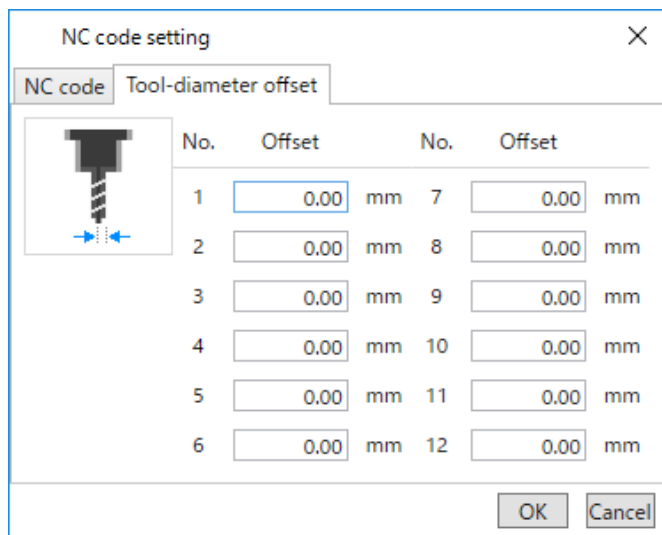 NC code setting
NC code Tool-diameter offset
No. Offset No. Offset
1 0.00 mm 7 0.00 mm
2 0.00 mm 8 0.00 mm
3 0.00 mm 9 0.00 mm
4 0.00 mm 10 0.00 mm
5 0.00 mm 11 0.00 mm
6 0.00 mm 12 0.00 mm
OK Cancel